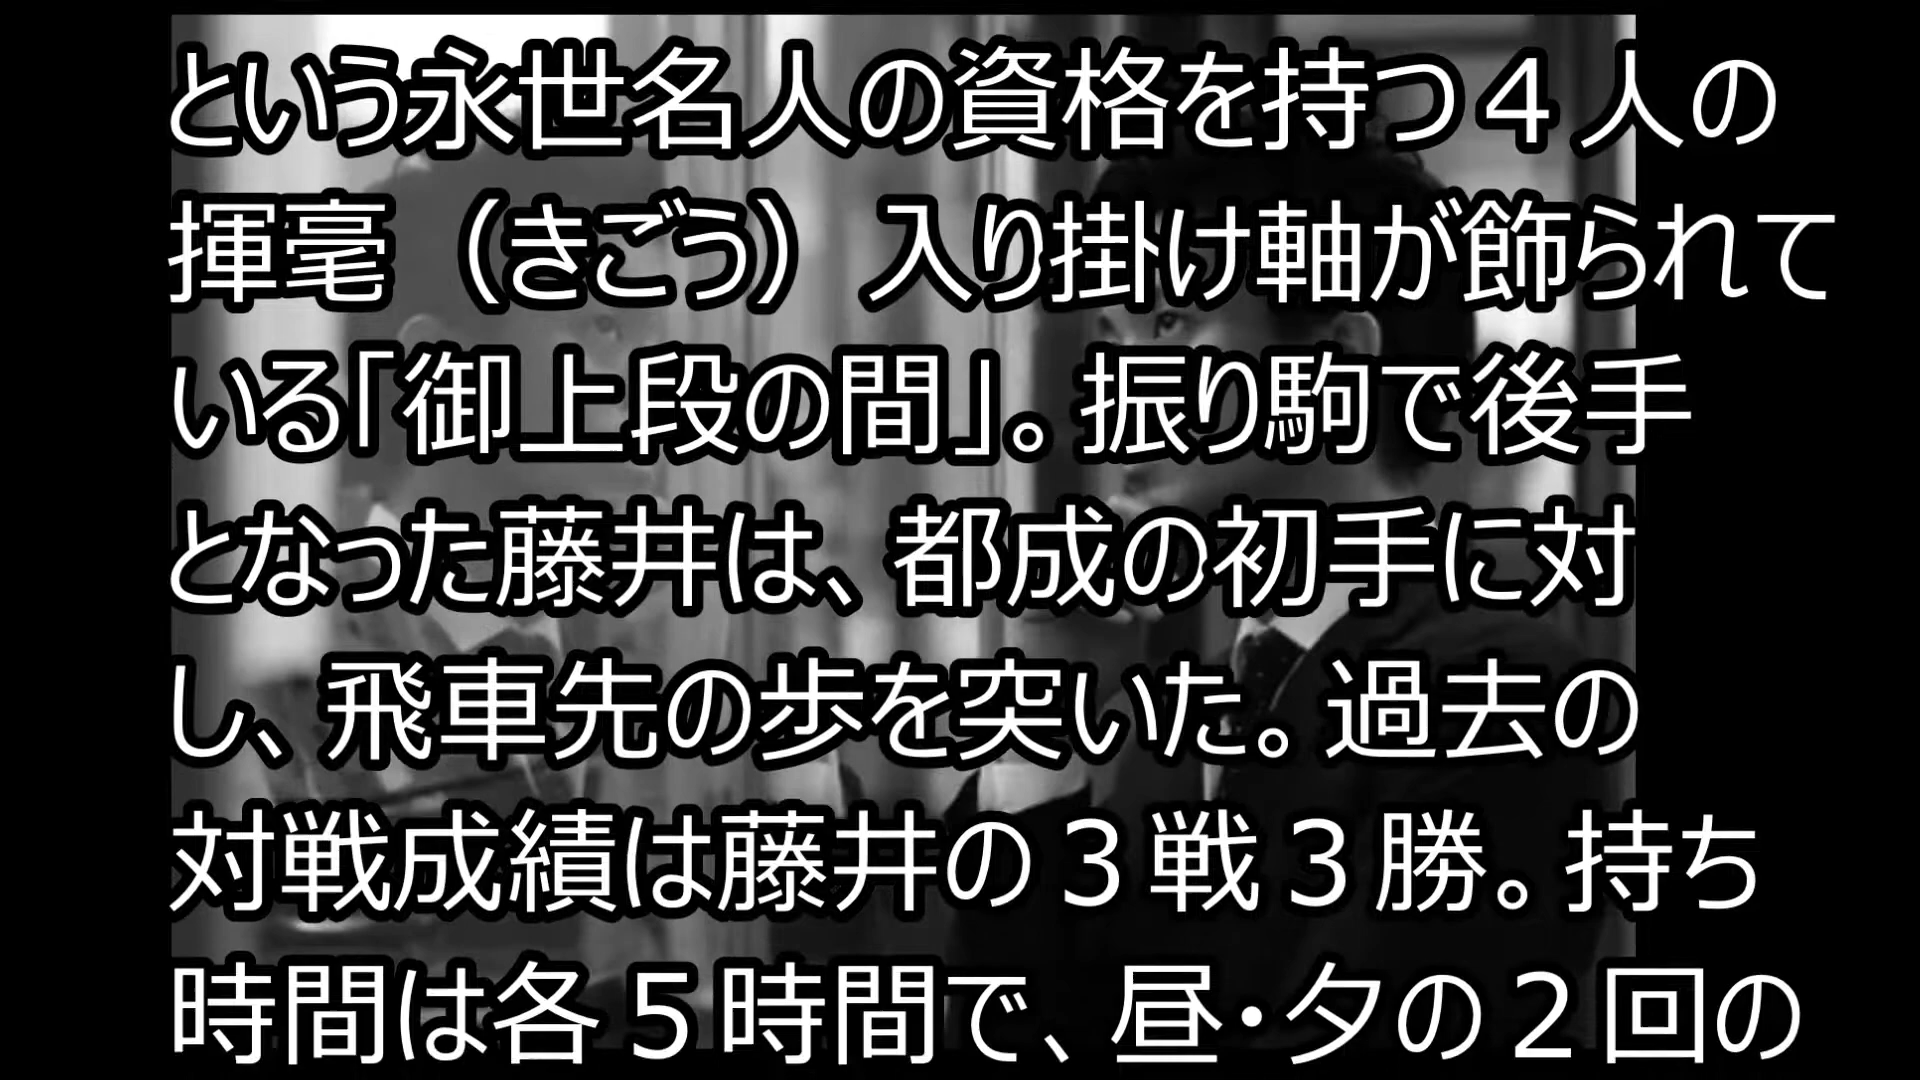 という永世名人の資格を持つ４人の
揮毫（きごう）入り掛け軸が飾られて
いる「御上段の間」。振り駒で後手
となった藤井は、都成の初手に対
し、飛車先の歩を突いた。過去の
対戦成績は藤井の３戦３勝。持ち
時間は各５時間で、昼・夕の２回の